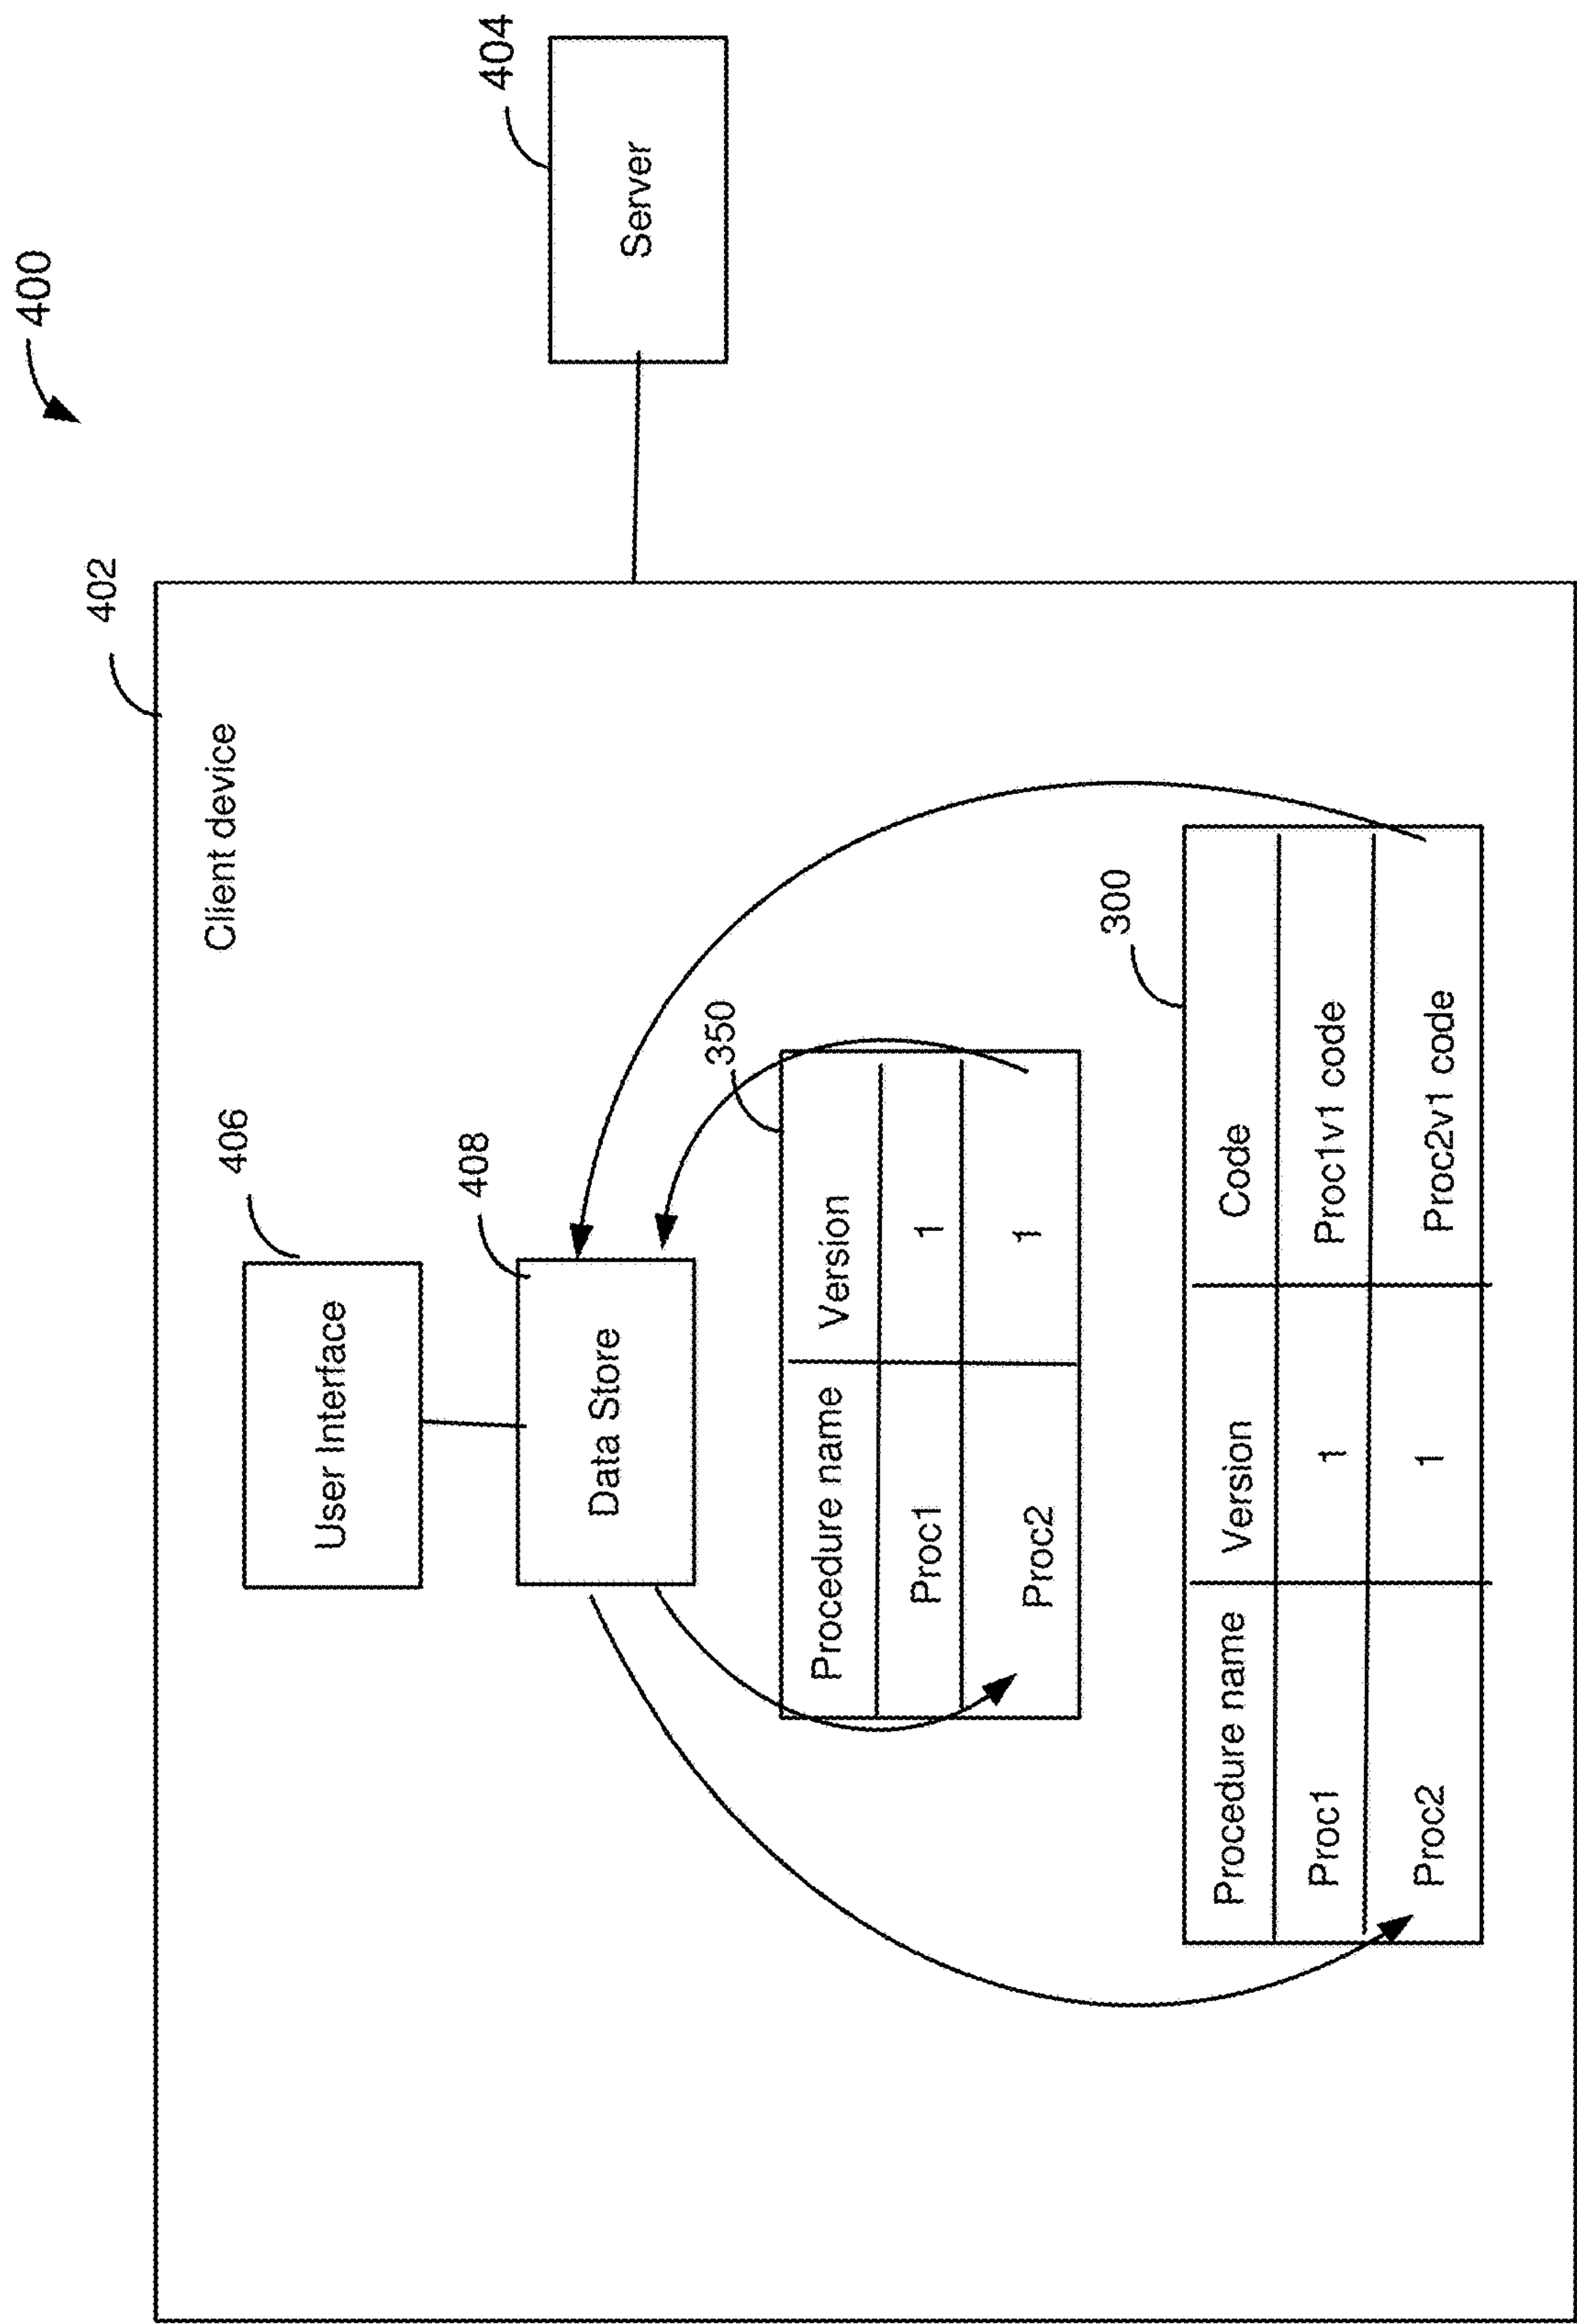 400
402
Client device
404
Server
406
User Interface
408
Data Store
350
Procedure name Version
Proc1 1
Proc2 1
300
Procedure name Version Code
Proc1 1 Proc1v1 code
Proc2 1 Proc2v1 code